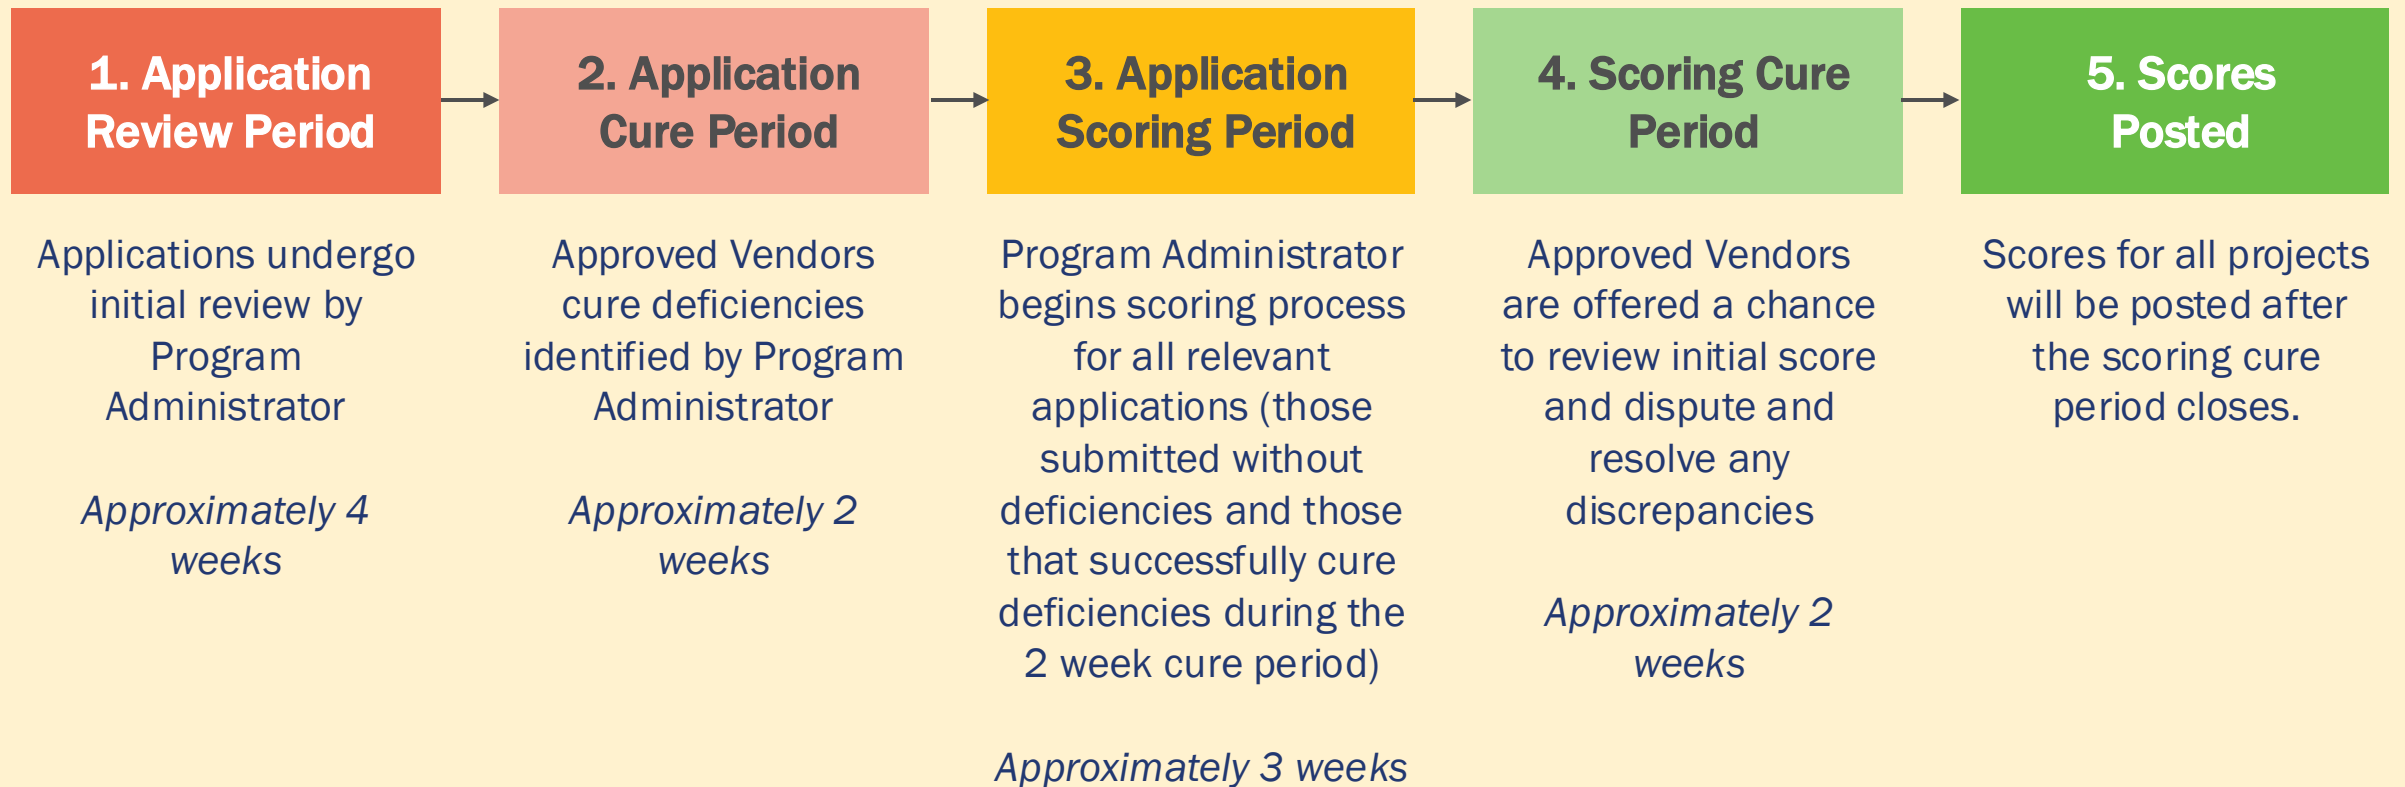 1. Application
Review Period
2. Application
Cure Period
3. Application
Scoring Period
4. Scoring Cure
Period
5. Scores
Posted
Applications undergo
initial review by
Program
Administrator
Approximately 4
weeks
Approved Vendors
cure deficiencies
identified by Program
Administrator
Approximately 2
weeks
Program Administrator
begins scoring process
for all relevant
applications (those
submitted without
deficiencies and those
that successfully cure
deficiencies during the
2 week cure period)
Approximately 3 weeks
Approved Vendors
are offered a chance
to review initial score
and dispute and
resolve any
discrepancies
Approximately 2
weeks
Scores for all projects
will be posted after
the scoring cure
period closes.